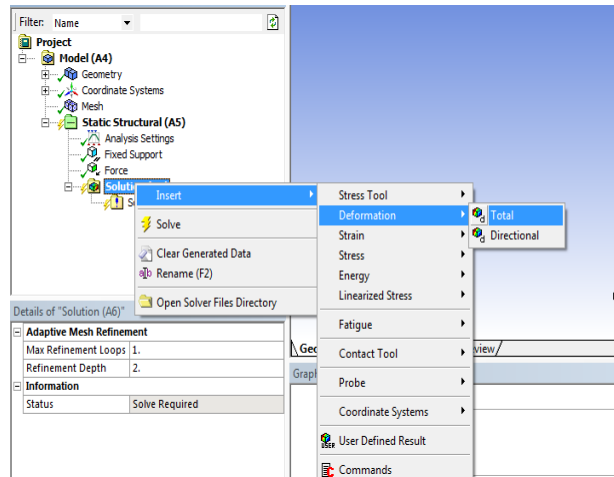 Filter: Name
Project
Model (A4)
Geometry
Coordinate Systems
Mesh
Static Structural (A5)
Analysis Settings
Fixed Support
Force
Insert
Solve
Clear Generated Data
Rename (F2)
Open Solver Files Directory
Stress Tool
Deformation
Strain
Stress
Energy
Linearized Stress
Fatigue
Contact Tool
Probe
Coordinate Systems
User Defined Result
Commands
Total
Directional
Details of "Solution (A6)"
Adaptive Mesh Refinement
Max Refinement Loops 1.
Refinement Depth 2.
Information
Status Solve Required